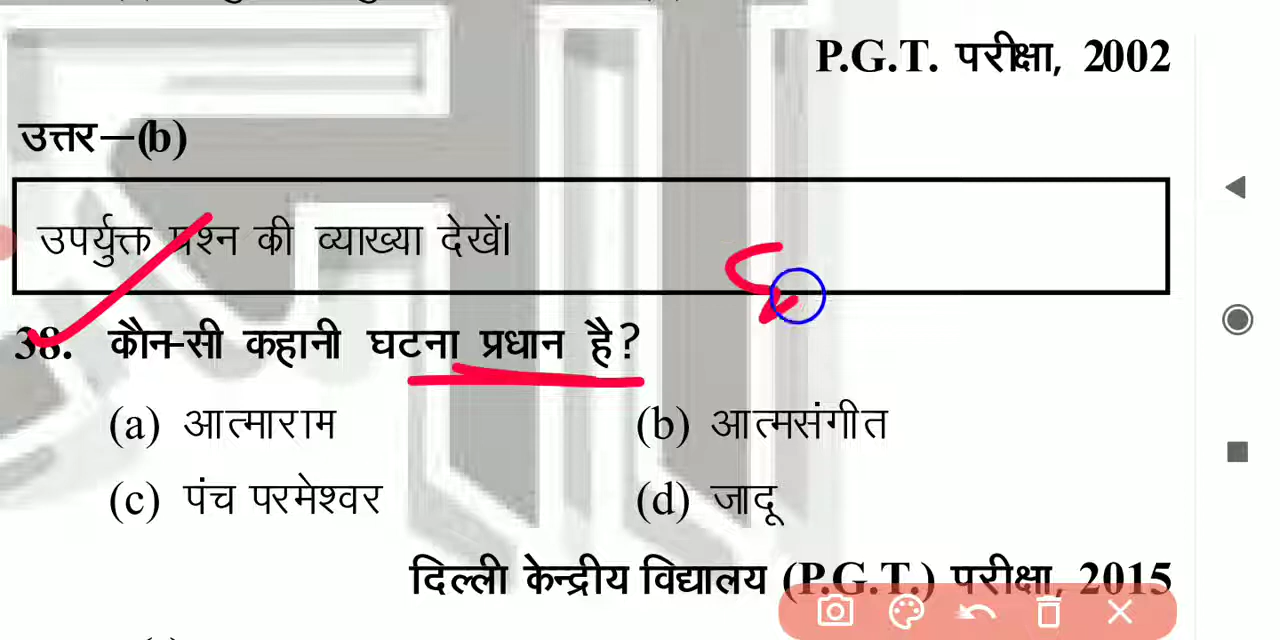 P.G.T. परीक्षा, 2002
उत्तर—(b)
उपर्युक्त प्रश्न की व्याख्या देखें।
38. कौन-सी कहानी घटना प्रधान है?
(a) आत्माराम (b) आत्मसंगीत
(c) पंच परमेश्वर (d) जादू
दिल्ली केन्द्रीय विद्यालय (P.G.T.) परीक्षा, 2015